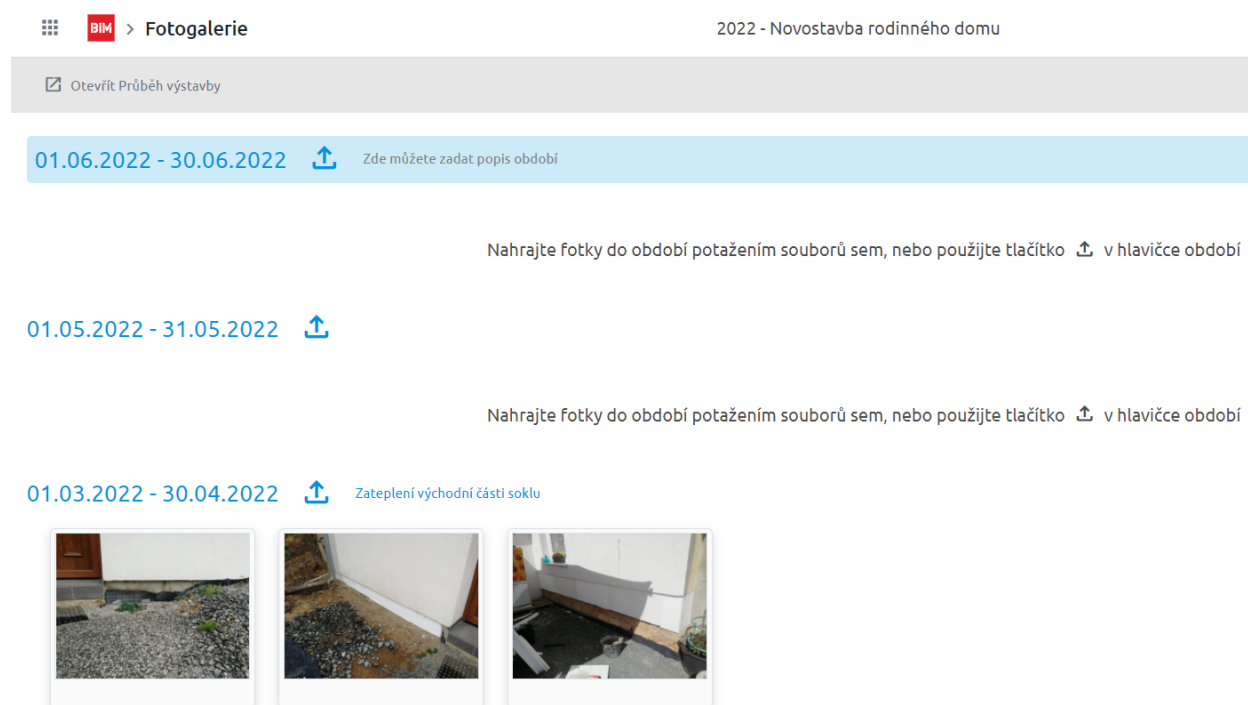 BiM > Fotogalerie
2022 - Novostavba rodinného domu
Otevřít Průběh výstavby
01.06.2022 - 30.06.2022 Zde můžete zadat popis období
Nahrajte fotky do období potažením souborů sem, nebo použijte tlačítko v hlavičce období
01.05.2022 - 31.05.2022
Nahrajte fotky do období potažením souborů sem, nebo použijte tlačítko v hlavičce období
01.03.2022 - 30.04.2022 Zateplení východní části soklu